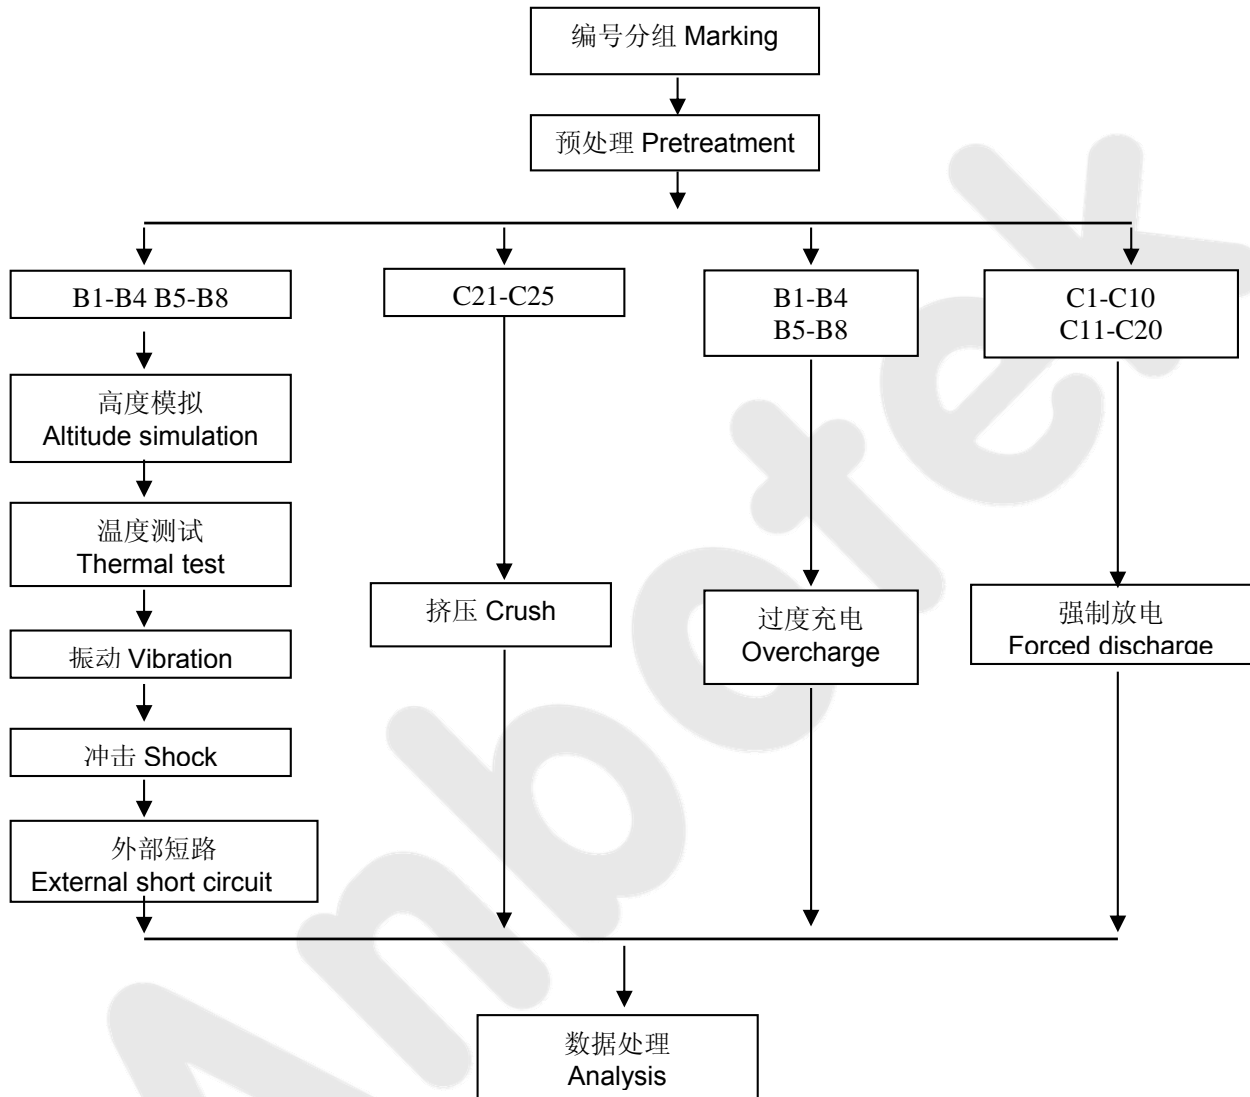 编号分组 Marking
预处理 Pretreatment
B1-B4 B5-B8
C21-C25
B1-B4
B5-B8
C1-C10
C11-C20
高度模拟
Altitude simulation
温度测试
Thermal test
振动 Vibration
冲击 Shock
外部短路
External short circuit
挤压 Crush
过度充电
Overcharge
强制放电
Forced discharge
数据处理
Analysis
Anbotek